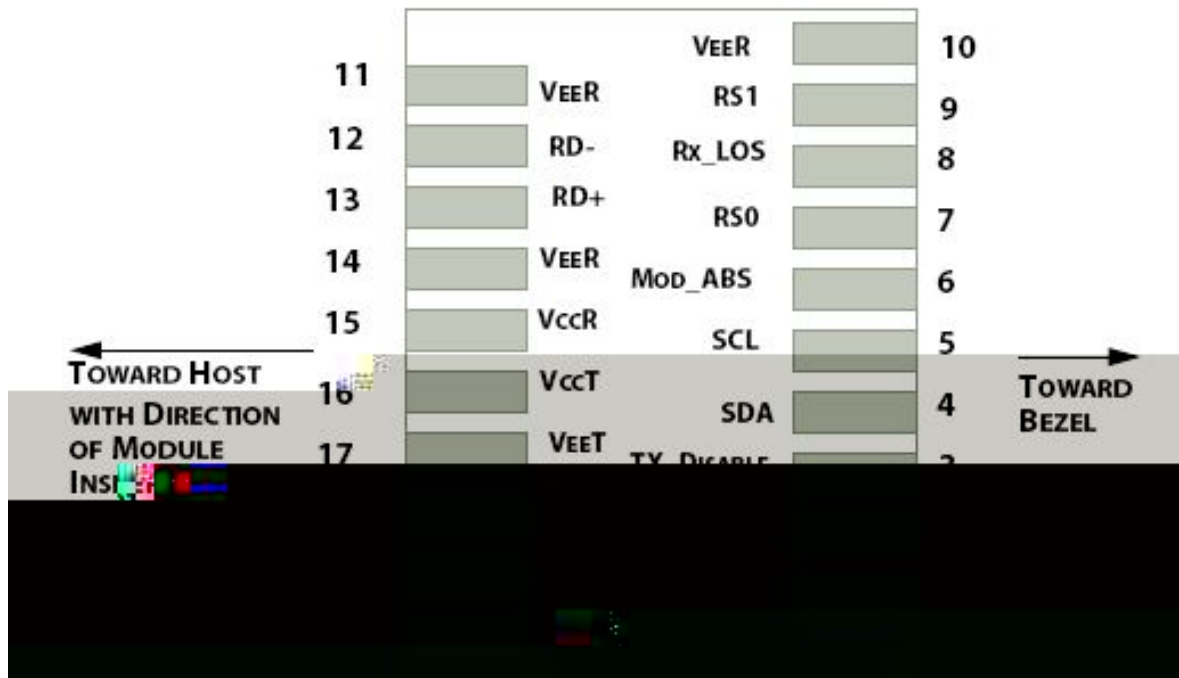 VEER 10
11 VEER
RS1 9
12 RD-
Rx_LOS 8
13 RD+
RS0 7
14 VEER
MOD_ABS 6
15 VCCR
SCL 5
TOWARD HOST
WITH DIRECTION
OF MODULE
16 VCCT
SDA 4
TOWARD
BEZEL
17 VEET
TX_DISABLE